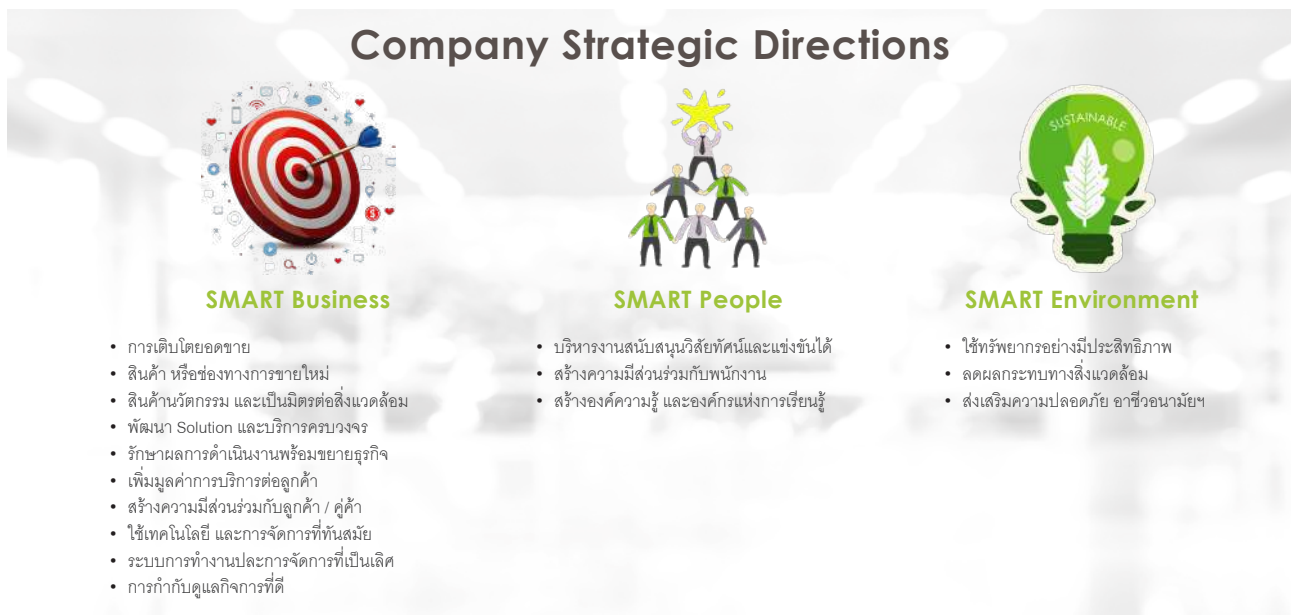 Company Strategic Directions
SUSTAINABLE
SMART Business
• การเติบโตยอดขาย
• สินค้า หรือช่องทางการขายใหม่
• สินค้านวัตกรรม และเป็นมิตรต่อสิ่งแวดล้อม
• พัฒนา Solution และบริการครบวงจร
• รักษาผลการดำเนินงานพร้อมขยายธุรกิจ
• เพิ่มมูลค่าการบริการต่อลูกค้า
• สร้างความมีส่วนร่วมกับลูกค้า / คู่ค้า
• ใช้เทคโนโลยี และการจัดการที่ทันสมัย
• ระบบการทำงานปละการจัดการที่เป็นเลิศ
• การกำกับดูแลกิจการที่ดี
SMART People
• บริหารงานสนับสนุนวิสัยทัศน์และแข่งขันได้
• สร้างความมีส่วนร่วมกับพนักงาน
• สร้างองค์ความรู้ และองค์กรแห่งการเรียนรู้
SMART Environment
• ใช้ทรัพยากรอย่างมีประสิทธิภาพ
• ลดผลกระทบทางสิ่งแวดล้อม
• ส่งเสริมความปลอดภัย อาชีวอนามัยฯ